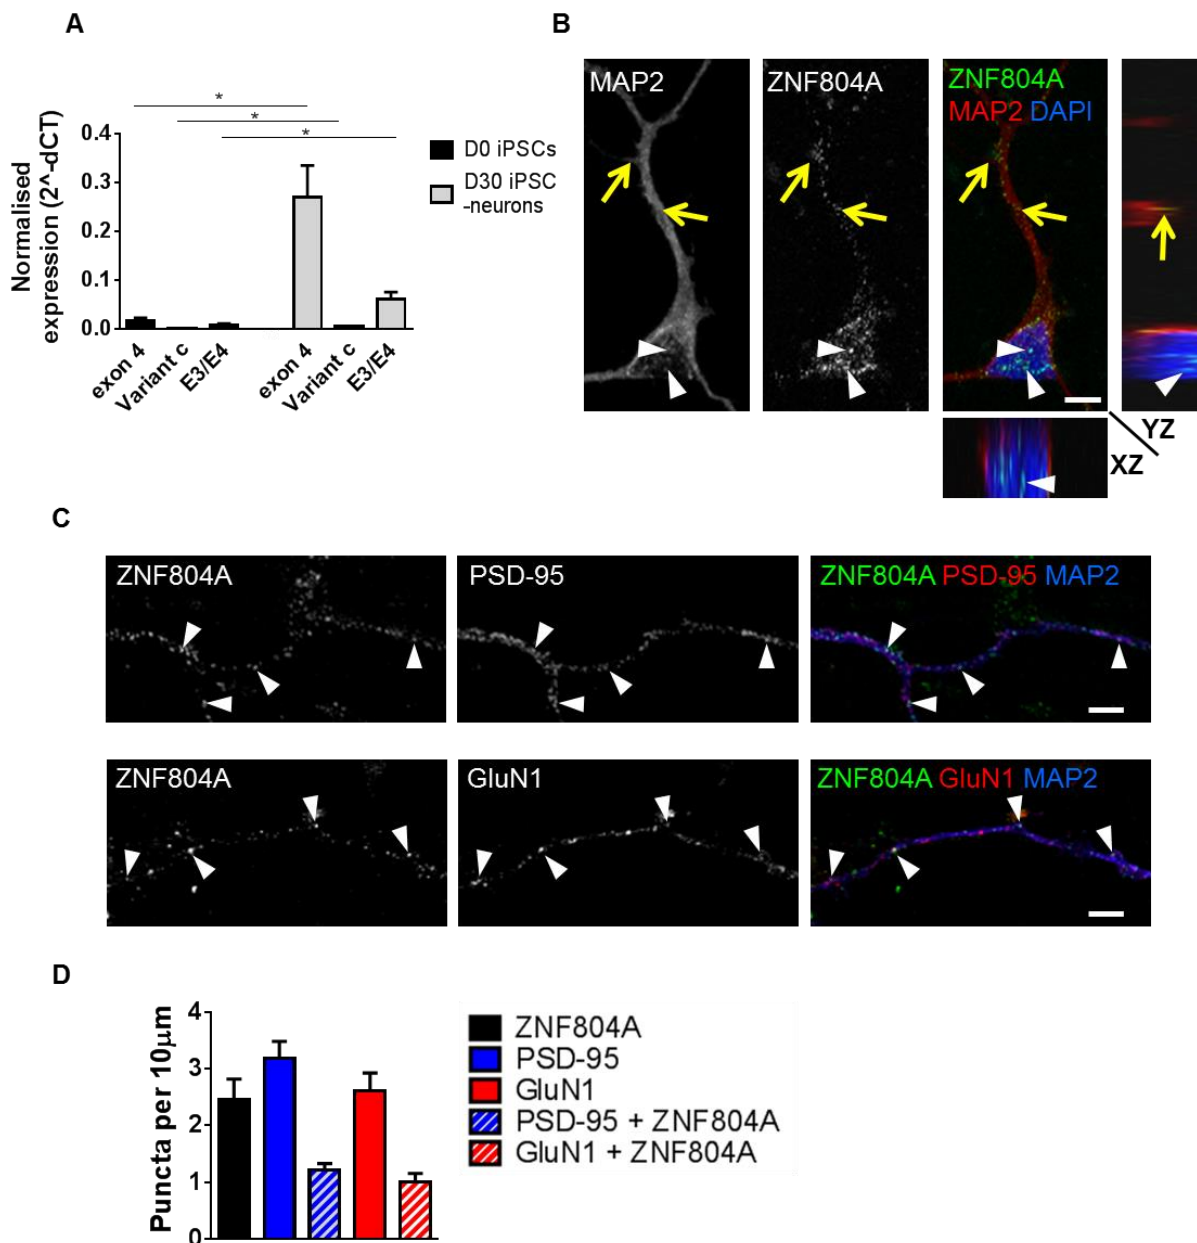 A
*
*
*
Normalised
expression (2^-dCT)
0.4
0.3
0.2
0.1
0.0
exon 4
Variant c
E3/E4
exon 4
Variant c
E3/E4
D0 iPSCs
D30 iPSC
-neurons
B
MAP2
ZNF804A
ZNF804A
MAP2 DAPI
YZ
XZ
C
ZNF804A
PSD-95
ZNF804A PSD-95 MAP2
ZNF804A
GluN1
ZNF804A GluN1 MAP2
D
Puncta per 10µm
4
3
2
1
0
ZNF804A
PSD-95
GluN1
PSD-95 + ZNF804A
GluN1 + ZNF804A